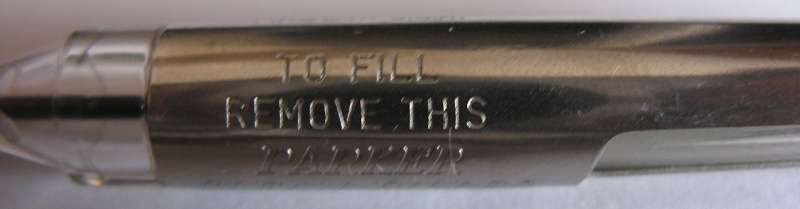 TO FILL
REMOVE THIS
PARKER